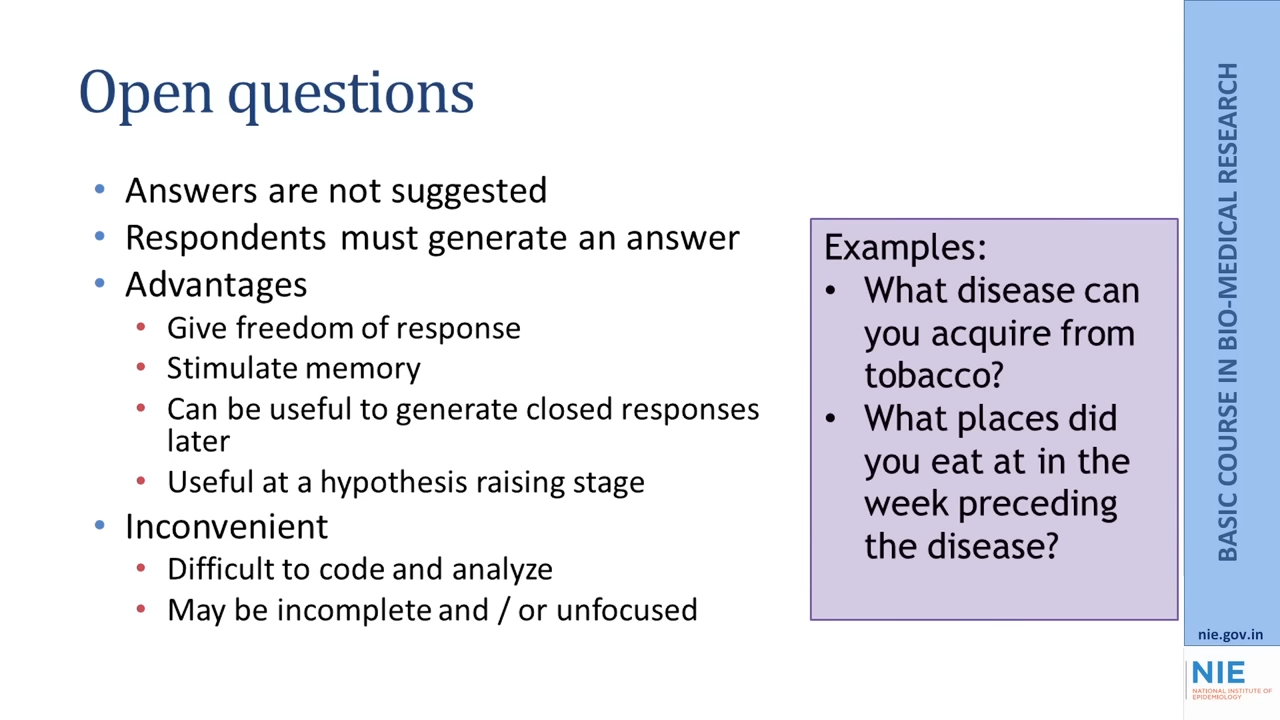 Open questions
• Answers are not suggested
• Respondents must generate an answer
• Advantages
• Give freedom of response
• Stimulate memory
• Can be useful to generate closed responses
later
• Useful at a hypothesis raising stage
• Inconvenient
• Difficult to code and analyze
• May be incomplete and / or unfocused
Examples:
• What disease can
you acquire from
tobacco?
• What places did
you eat at in the
week preceding
the disease?
BASIC COURSE IN BIO-MEDICAL RESEARCH
nie.gov.in
NIE
NATIONAL INSTITUTE OF
EPIDEMIOLOGY